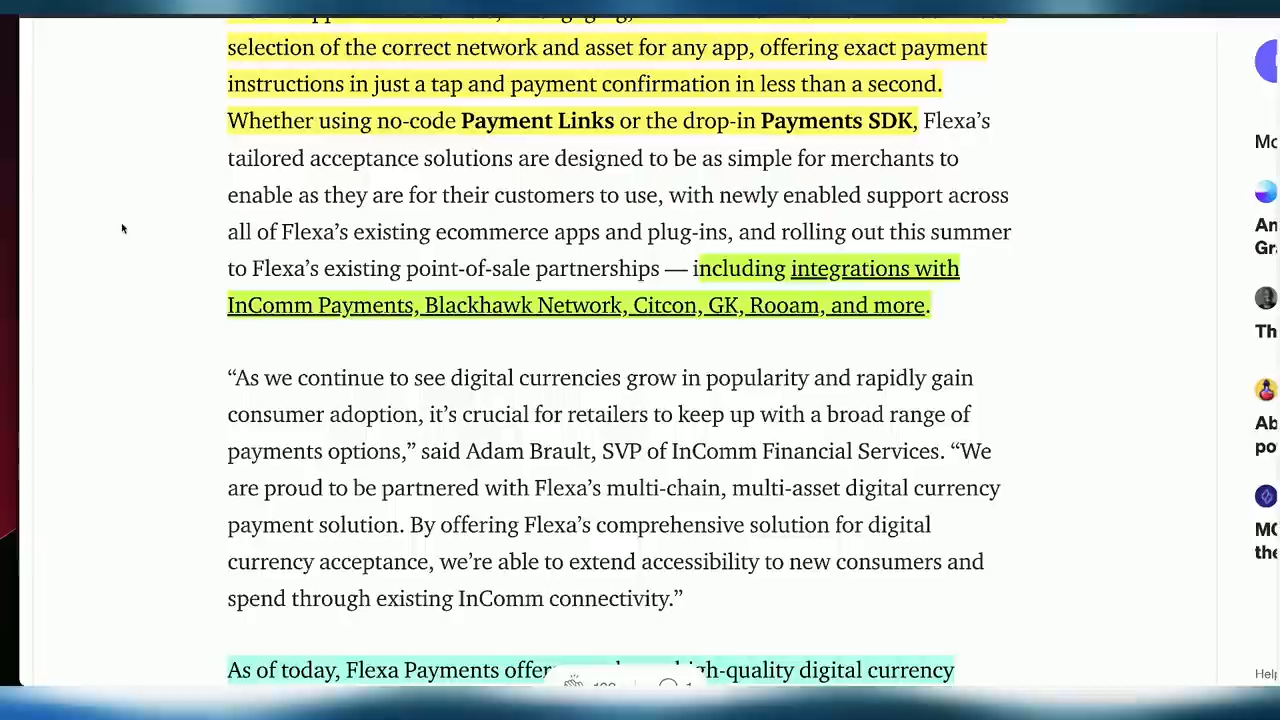 selection of the correct network and asset for any app, offering exact payment
instructions in just a tap and payment confirmation in less than a second.
Whether using no-code Payment Links or the drop-in Payments SDK, Flexa’s
tailored acceptance solutions are designed to be as simple for merchants to
enable as they are for their customers to use, with newly enabled support across
all of Flexa’s existing ecommerce apps and plug-ins, and rolling out this summer
to Flexa’s existing point-of-sale partnerships — including integrations with
InComm Payments, Blackhawk Network, Citcon, GK, Rooam, and more.
“As we continue to see digital currencies grow in popularity and rapidly gain
consumer adoption, it’s crucial for retailers to keep up with a broad range of
payments options,” said Adam Brault, SVP of InComm Financial Services. “We
are proud to be partnered with Flexa’s multi-chain, multi-asset digital currency
payment solution. By offering Flexa’s comprehensive solution for digital
currency acceptance, we’re able to extend accessibility to new consumers and
spend through existing InComm connectivity.”
As of today, Flexa Payments digital currency
Mo
An
Gr
Th
Ab
po
MO
the
Help